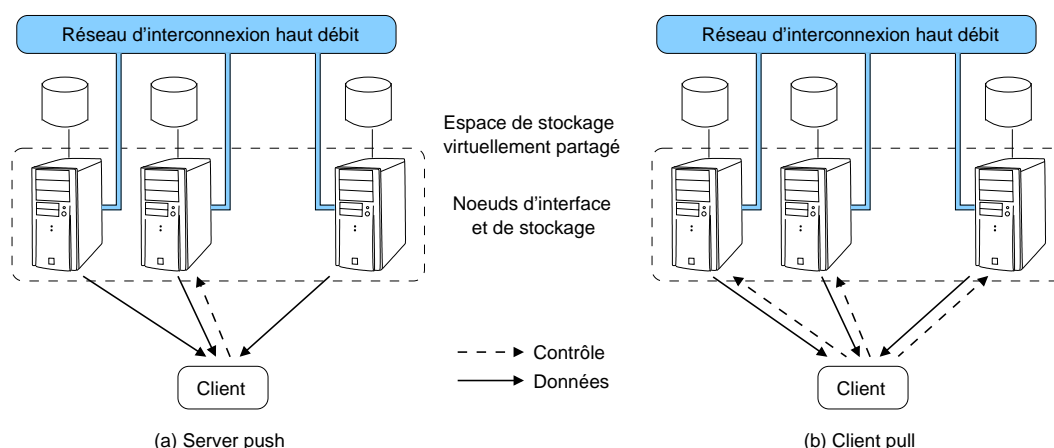 Réseau d'interconnexion haut débit
Réseau d'interconnexion haut débit
Espace de stockage
virtuellement partagé
Noeuds d'interface
et de stockage
Contrôle
Données
Client
Client
(a) Server push
(b) Client pull